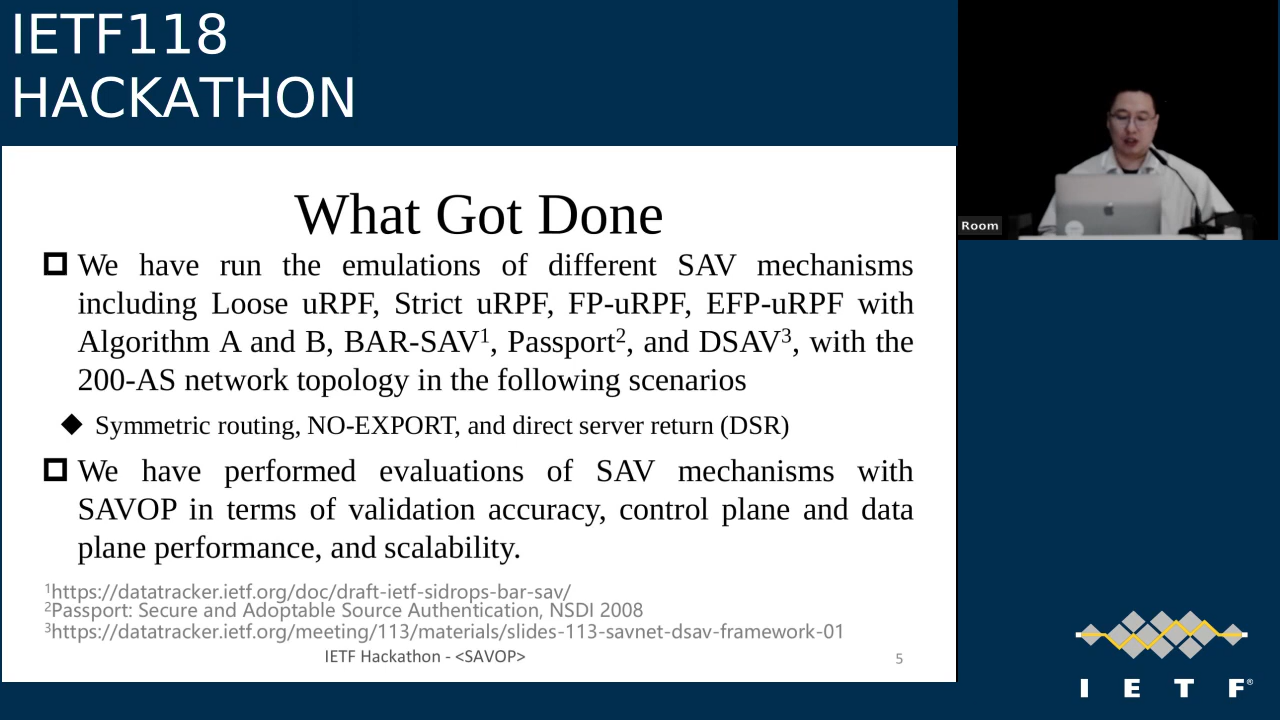 IETF118
HACKATHON
What Got Done
We have run the emulations of different SAV mechanisms
including Loose uRPF, Strict uRPF, FP-uRPF, EFP-uRPF with
Algorithm A and B, BAR-SAV¹, Passport², and DSAV³, with the
200-AS network topology in the following scenarios
Symmetric routing, NO-EXPORT, and direct server return (DSR)
We have performed evaluations of SAV mechanisms with
SAVOP in terms of validation accuracy, control plane and data
plane performance, and scalability.
¹https://datatracker.ietf.org/doc/draft-ietf-sidrops-bar-sav/
²Passport: Secure and Adoptable Source Authentication, NSDI 2008
³https://datatracker.ietf.org/meeting/113/materials/slides-113-savnet-dsav-framework-01
IETF Hackathon - <SAVOP>
5
Room
I E T F®